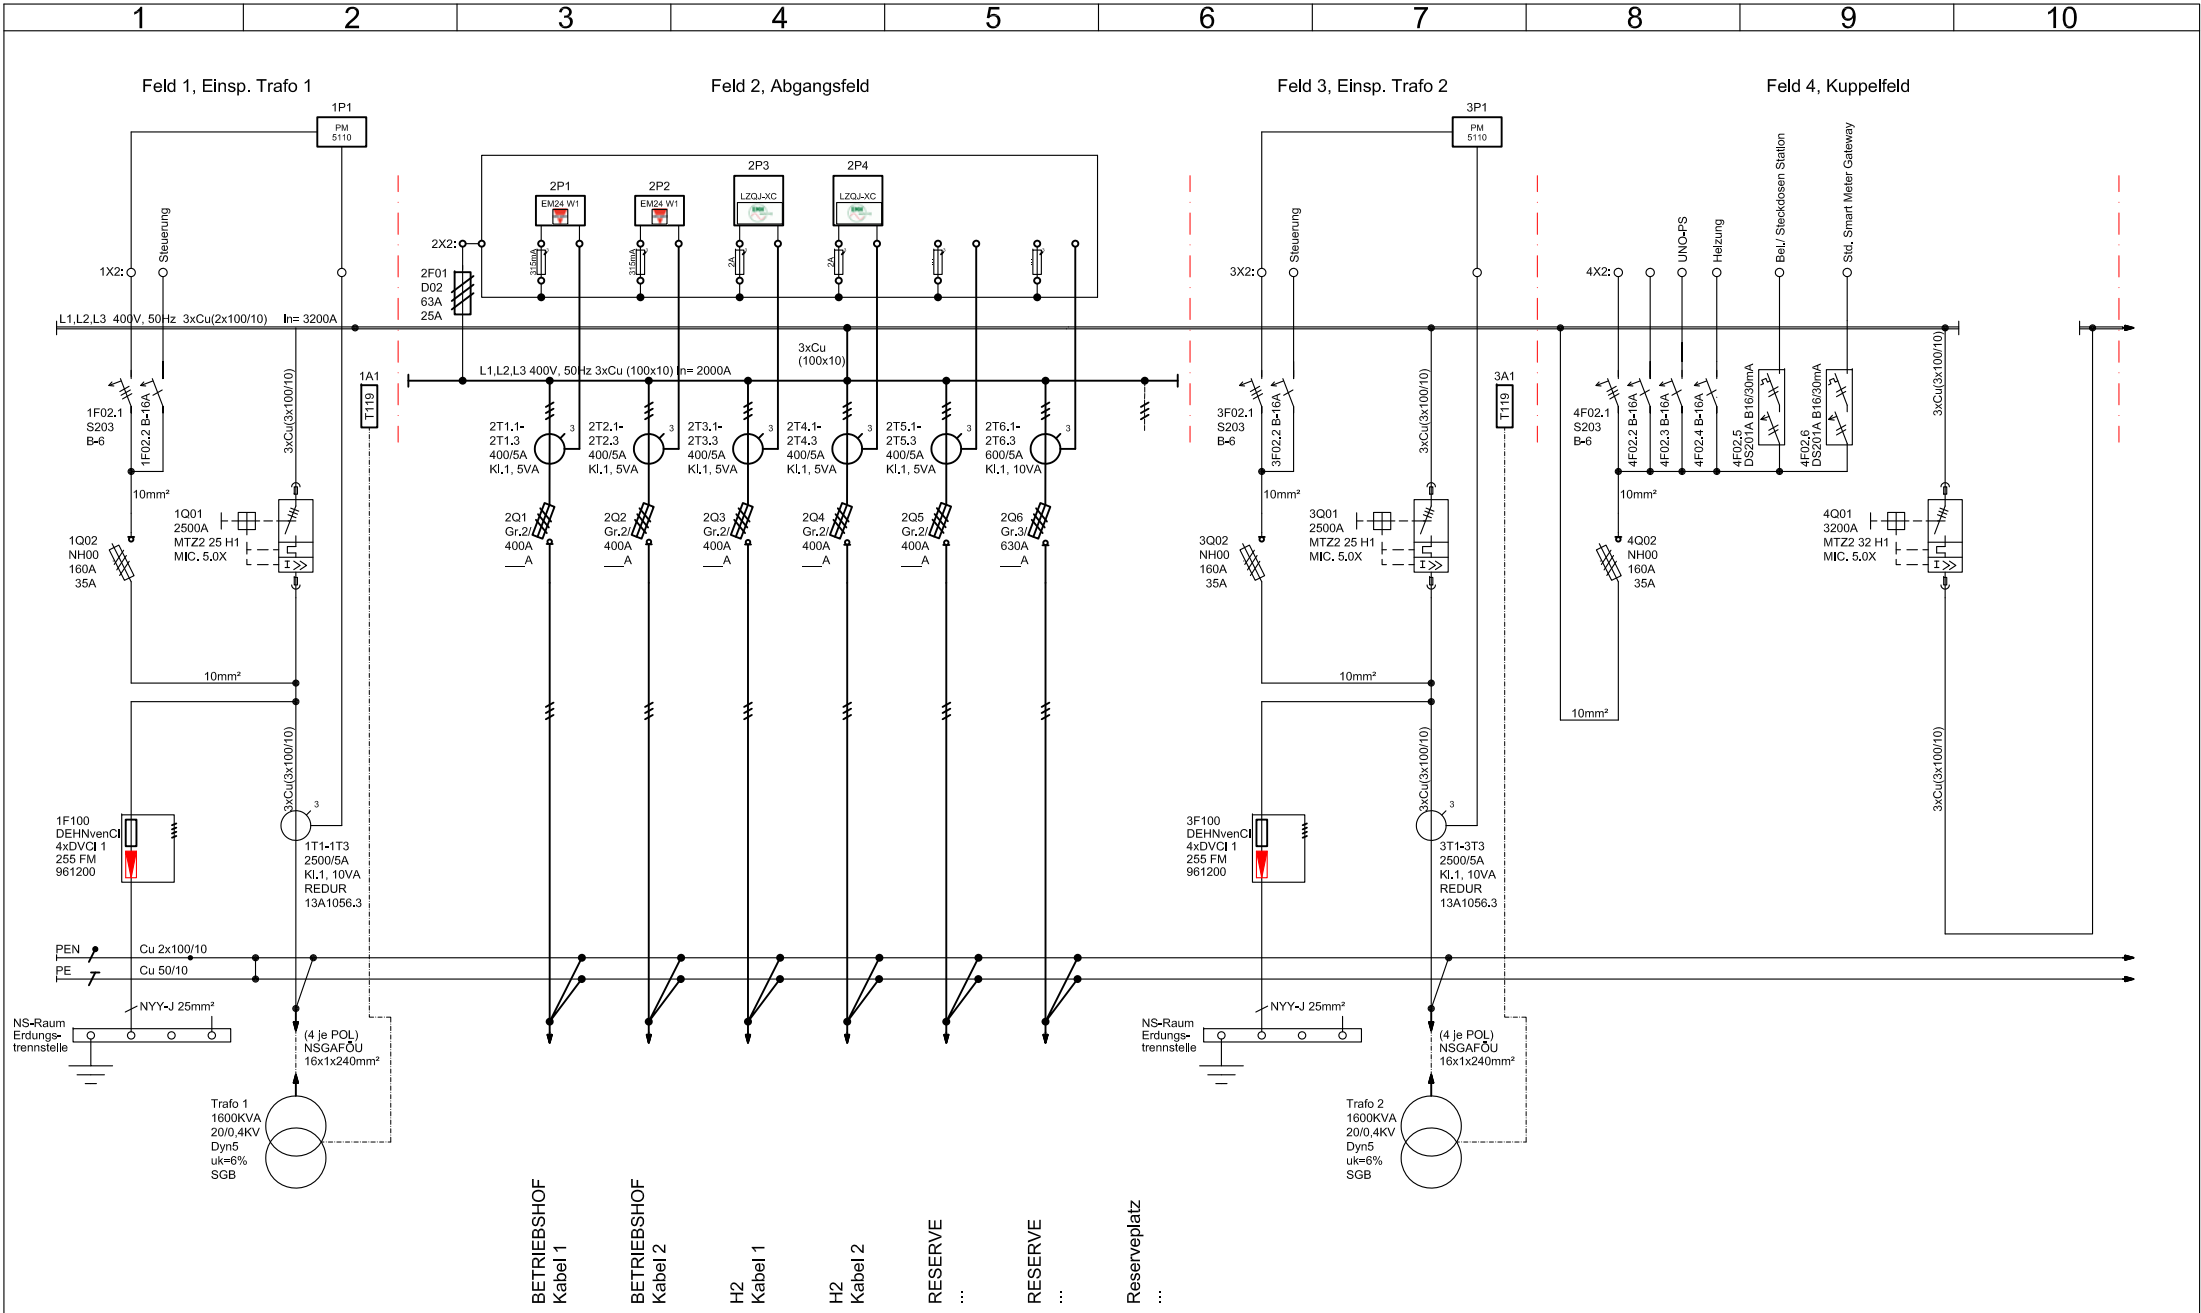 1 2 3 4 5 6 7 8 9 10
Feld 1, Einsp. Trafo 1
1P1
PM
5110
1X2:
Steuerung
L1,L2,L3 400V, 50Hz 3xCu(2x100/10) In= 3200A
1F02.1
S203
B-6
1F02.2 B-16A
10mm²
1Q02
NH00
160A
35A
3xCu(3x100/10)
1Q01
2500A
MTZ2 25 H1
MIC. 5.0X
I>>
1A1
T119
10mm²
3xCu(3x100/10)
3
1T1-1T3
2500/5A
Kl.1, 10VA
REDUR
13A1056.3
1F100
DEHNvenCI
4xDVCI 1
255 FM
961200
PEN
Cu 2x100/10
PE
Cu 50/10
NYY-J 25mm²
NS-Raum
Erdungs-
trennstelle
(4 je POL)
NSGAFÖU
16x1x240mm²
Trafo 1
1600KVA
20/0,4KV
Dyn5
uk=6%
SGB
Feld 2, Abgangsfeld
2P1
EM24 W1
2P2
EM24 W1
2P3
LZQJ-XC
2P4
LZQJ-XC
2X2:
315mA
315mA
2A
2A
2F01
D02
63A
25A
3xCu
(100x10)
L1,L2,L3 400V, 50Hz 3xCu (100x10) In= 2000A
2T1.1-
2T1.3
400/5A
Kl.1, 5VA
3
2T2.1-
2T2.3
400/5A
Kl.1, 5VA
3
2T3.1-
2T3.3
400/5A
Kl.1, 5VA
3
2T4.1-
2T4.3
400/5A
Kl.1, 5VA
3
2T5.1-
2T5.3
400/5A
Kl.1, 5VA
3
2T6.1-
2T6.3
600/5A
Kl.1, 10VA
3
2Q1
Gr.2/
400A
___A
2Q2
Gr.2/
400A
___A
2Q3
Gr.2/
400A
___A
2Q4
Gr.2/
400A
___A
2Q5
Gr.2/
400A
___A
2Q6
Gr.3/
630A
___A
BETRIEBSHOF
Kabel 1
BETRIEBSHOF
Kabel 2
H2
Kabel 1
H2
Kabel 2
RESERVE
...
RESERVE
...
Reserveplatz
...
Feld 3, Einsp. Trafo 2
3P1
PM
5110
3X2:
Steuerung
3F02.1
S203
B-6
3F02.2 B-16A
10mm²
3Q02
NH00
160A
35A
3xCu(3x100/10)
3Q01
2500A
MTZ2 25 H1
MIC. 5.0X
I>>
3A1
T119
10mm²
3xCu(3x100/10)
3
3T1-3T3
2500/5A
Kl.1, 10VA
REDUR
13A1056.3
3F100
DEHNvenCI
4xDVCI 1
255 FM
961200
NYY-J 25mm²
NS-Raum
Erdungs-
trennstelle
(4 je POL)
NSGAFÖU
16x1x240mm²
Trafo 2
1600KVA
20/0,4KV
Dyn5
uk=6%
SGB
Feld 4, Kuppelfeld
4X2:
UNO-PS
Heizung
Bel./ Steckdosen Station
Std. Smart Meter Gateway
4F02.1
S203
B-6
4F02.2 B-16A
4F02.3 B-16A
4F02.4 B-16A
4F02.5
DS201A B16/30mA
4F02.6
DS201A B16/30mA
10mm²
4Q02
NH00
160A
35A
10mm²
3xCu(3x100/10)
4Q01
3200A
MTZ2 32 H1
MIC. 5.0X
I>>
3xCu(3x100/10)